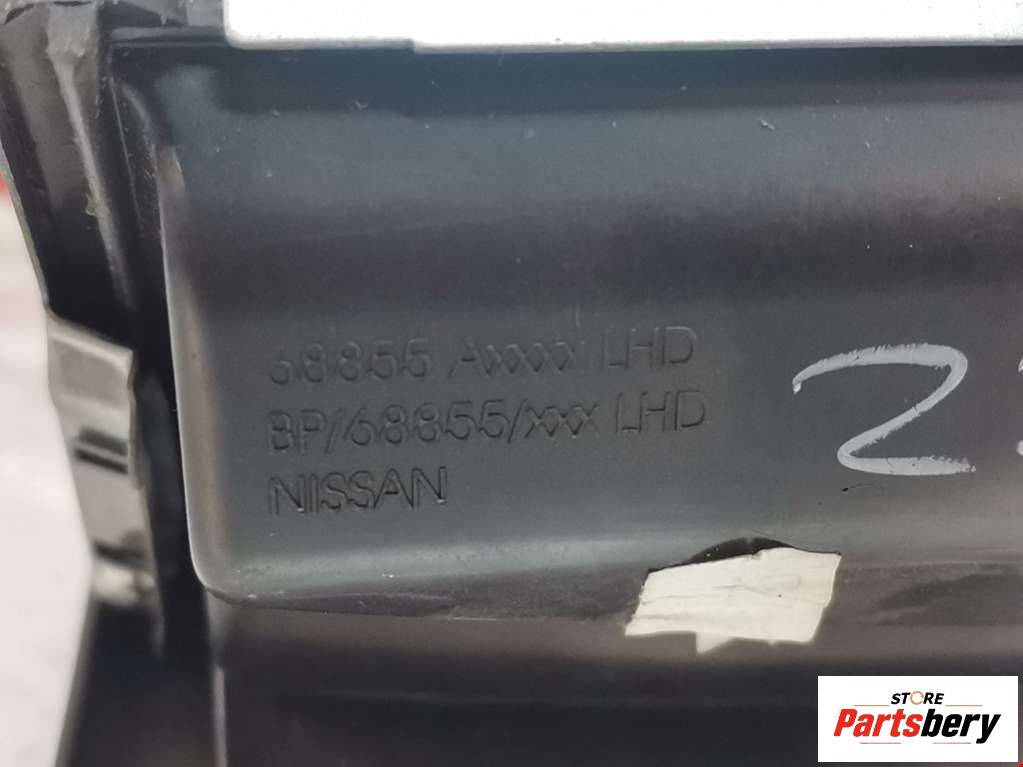 68855 Axxxx LHD
BP/68855/xxx LHD
NISSAN
STORE
Partsbery